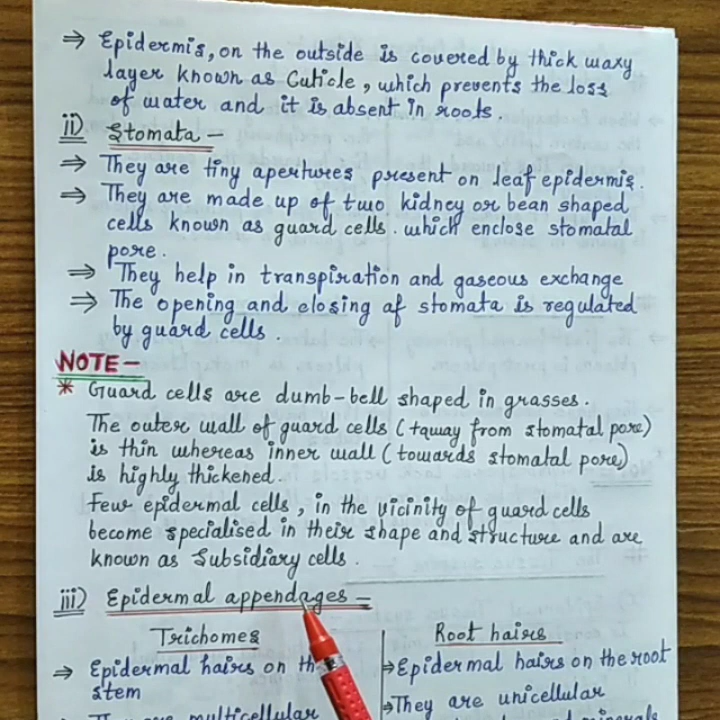 ⇒ Epidermis, on the outside is covered by thick waxy
layer known as Cuticle, which prevents the loss
of water and it is absent in roots.
ii) Stomata –
⇒ They are tiny apertures present on leaf epidermis.
⇒ They are made up of two kidney or bean shaped
cells known as guard cells. which enclose stomatal
pore.
⇒ They help in transpiration and gaseous exchange
⇒ The opening and closing of stomata is regulated
by guard cells.
NOTE –
* Guard cells are dumb-bell shaped in grasses.
The outer wall of guard cells (taway from stomatal pore)
is thin whereas inner wall (towards stomatal pore)
is highly thickened.
Few epidermal cells, in the vicinity of guard cells
become specialised in their shape and structure and are
known as Subsidiary cells.
iii) Epidermal appendages –
Trichomes
⇒ Epidermal hairs on the
stem
multicellular
Root hairs
⇒ Epidermal hairs on the root
⇒ They are unicellular
minerals